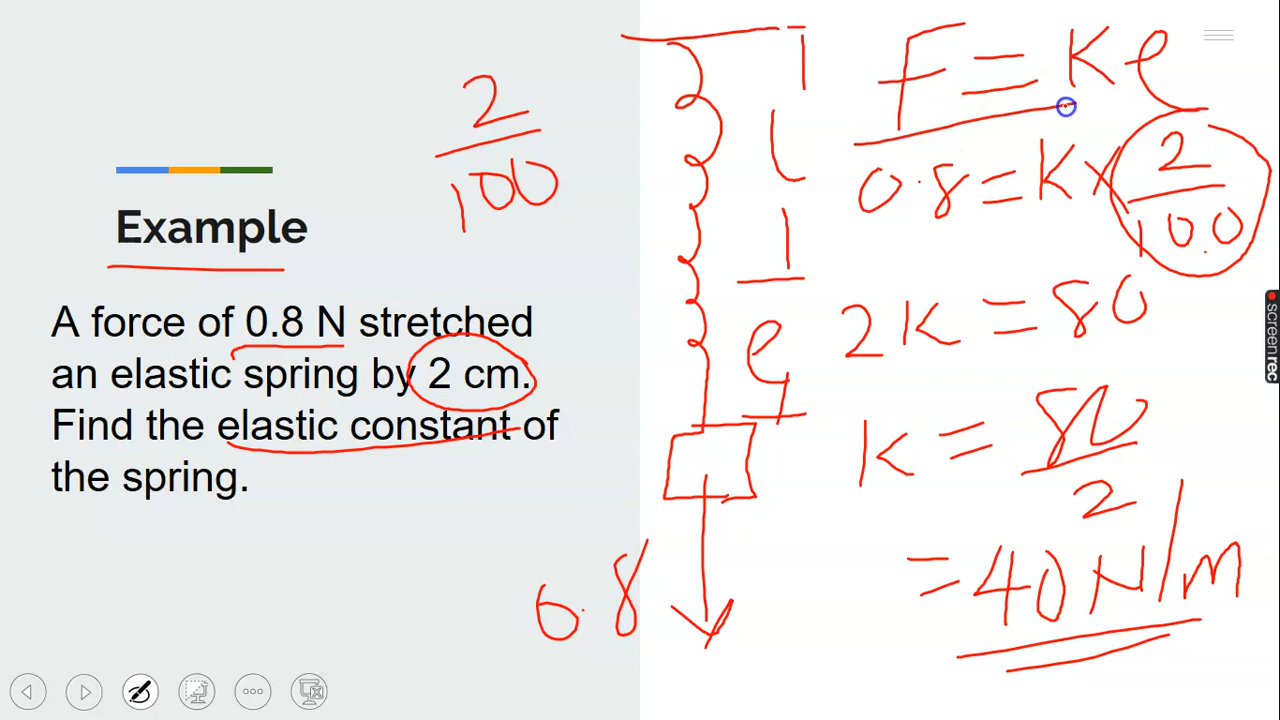 Example
A force of 0.8 N stretched
an elastic spring by 2 cm.
Find the elastic constant of
the spring.
2
100
l
e
0.8
F = Ke
0.8 = K × 2/100
2K = 80
K = 80/2
= 40 N/m
screenrec